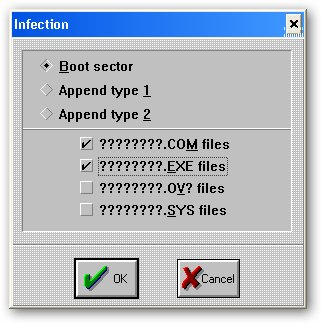 Infection
Boot sector
Append type 1
Append type 2
????????.COM files
????????.EXE files
????????.OV? files
????????.SYS files
OK
Cancel